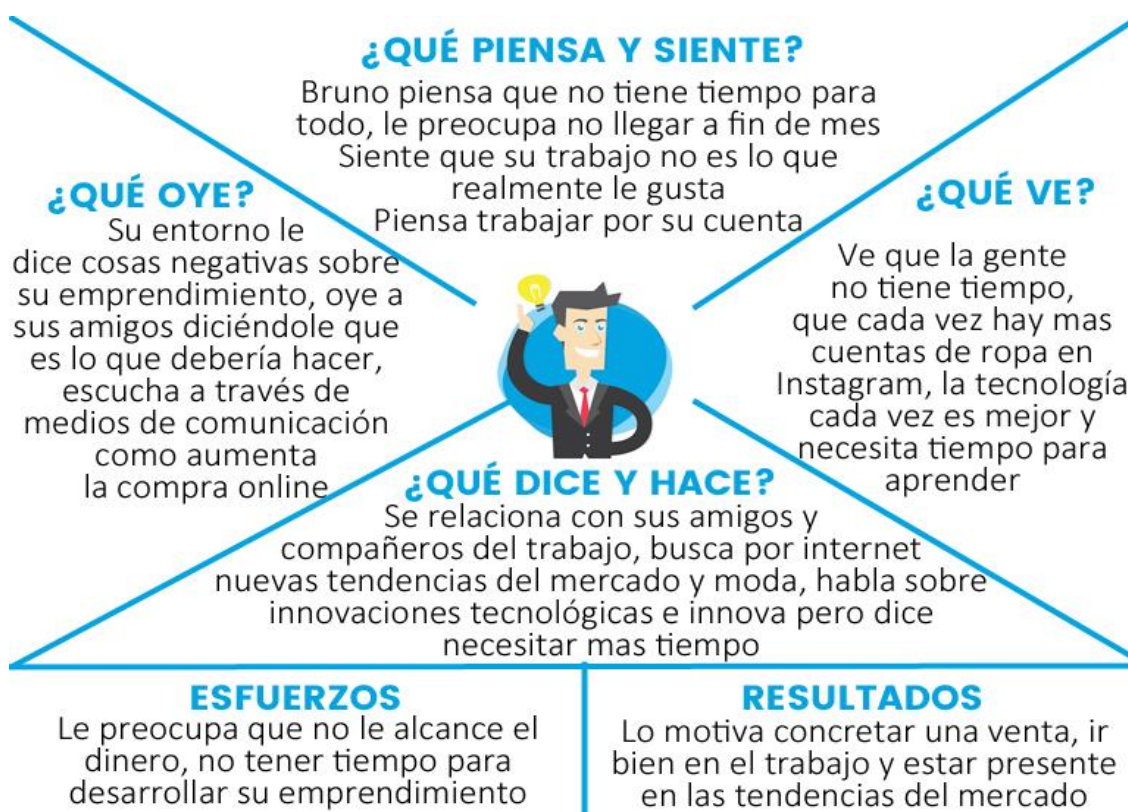 ¿QUÉ PIENSA Y SIENTE?
Bruno piensa que no tiene tiempo para
todo, le preocupa no llegar a fin de mes
Siente que su trabajo no es lo que
realmente le gusta
Piensa trabajar por su cuenta
¿QUÉ OYE?
Su entorno le
dice cosas negativas sobre
su emprendimiento, oye a
sus amigos diciéndole que
es lo que debería hacer,
escucha a través de
medios de comunicación
como aumenta
la compra online
¿QUÉ VE?
Ve que la gente
no tiene tiempo,
que cada vez hay mas
cuentas de ropa en
Instagram, la tecnología
cada vez es mejor y
necesita tiempo para
aprender
¿QUÉ DICE Y HACE?
Se relaciona con sus amigos y
compañeros del trabajo, busca por internet
nuevas tendencias del mercado y moda, habla sobre
innovaciones tecnológicas e innova pero dice
necesitar mas tiempo
ESFUERZOS
Le preocupa que no le alcance el
dinero, no tener tiempo para
desarrollar su emprendimiento
RESULTADOS
Lo motiva concretar una venta, ir
bien en el trabajo y estar presente
en las tendencias del mercado